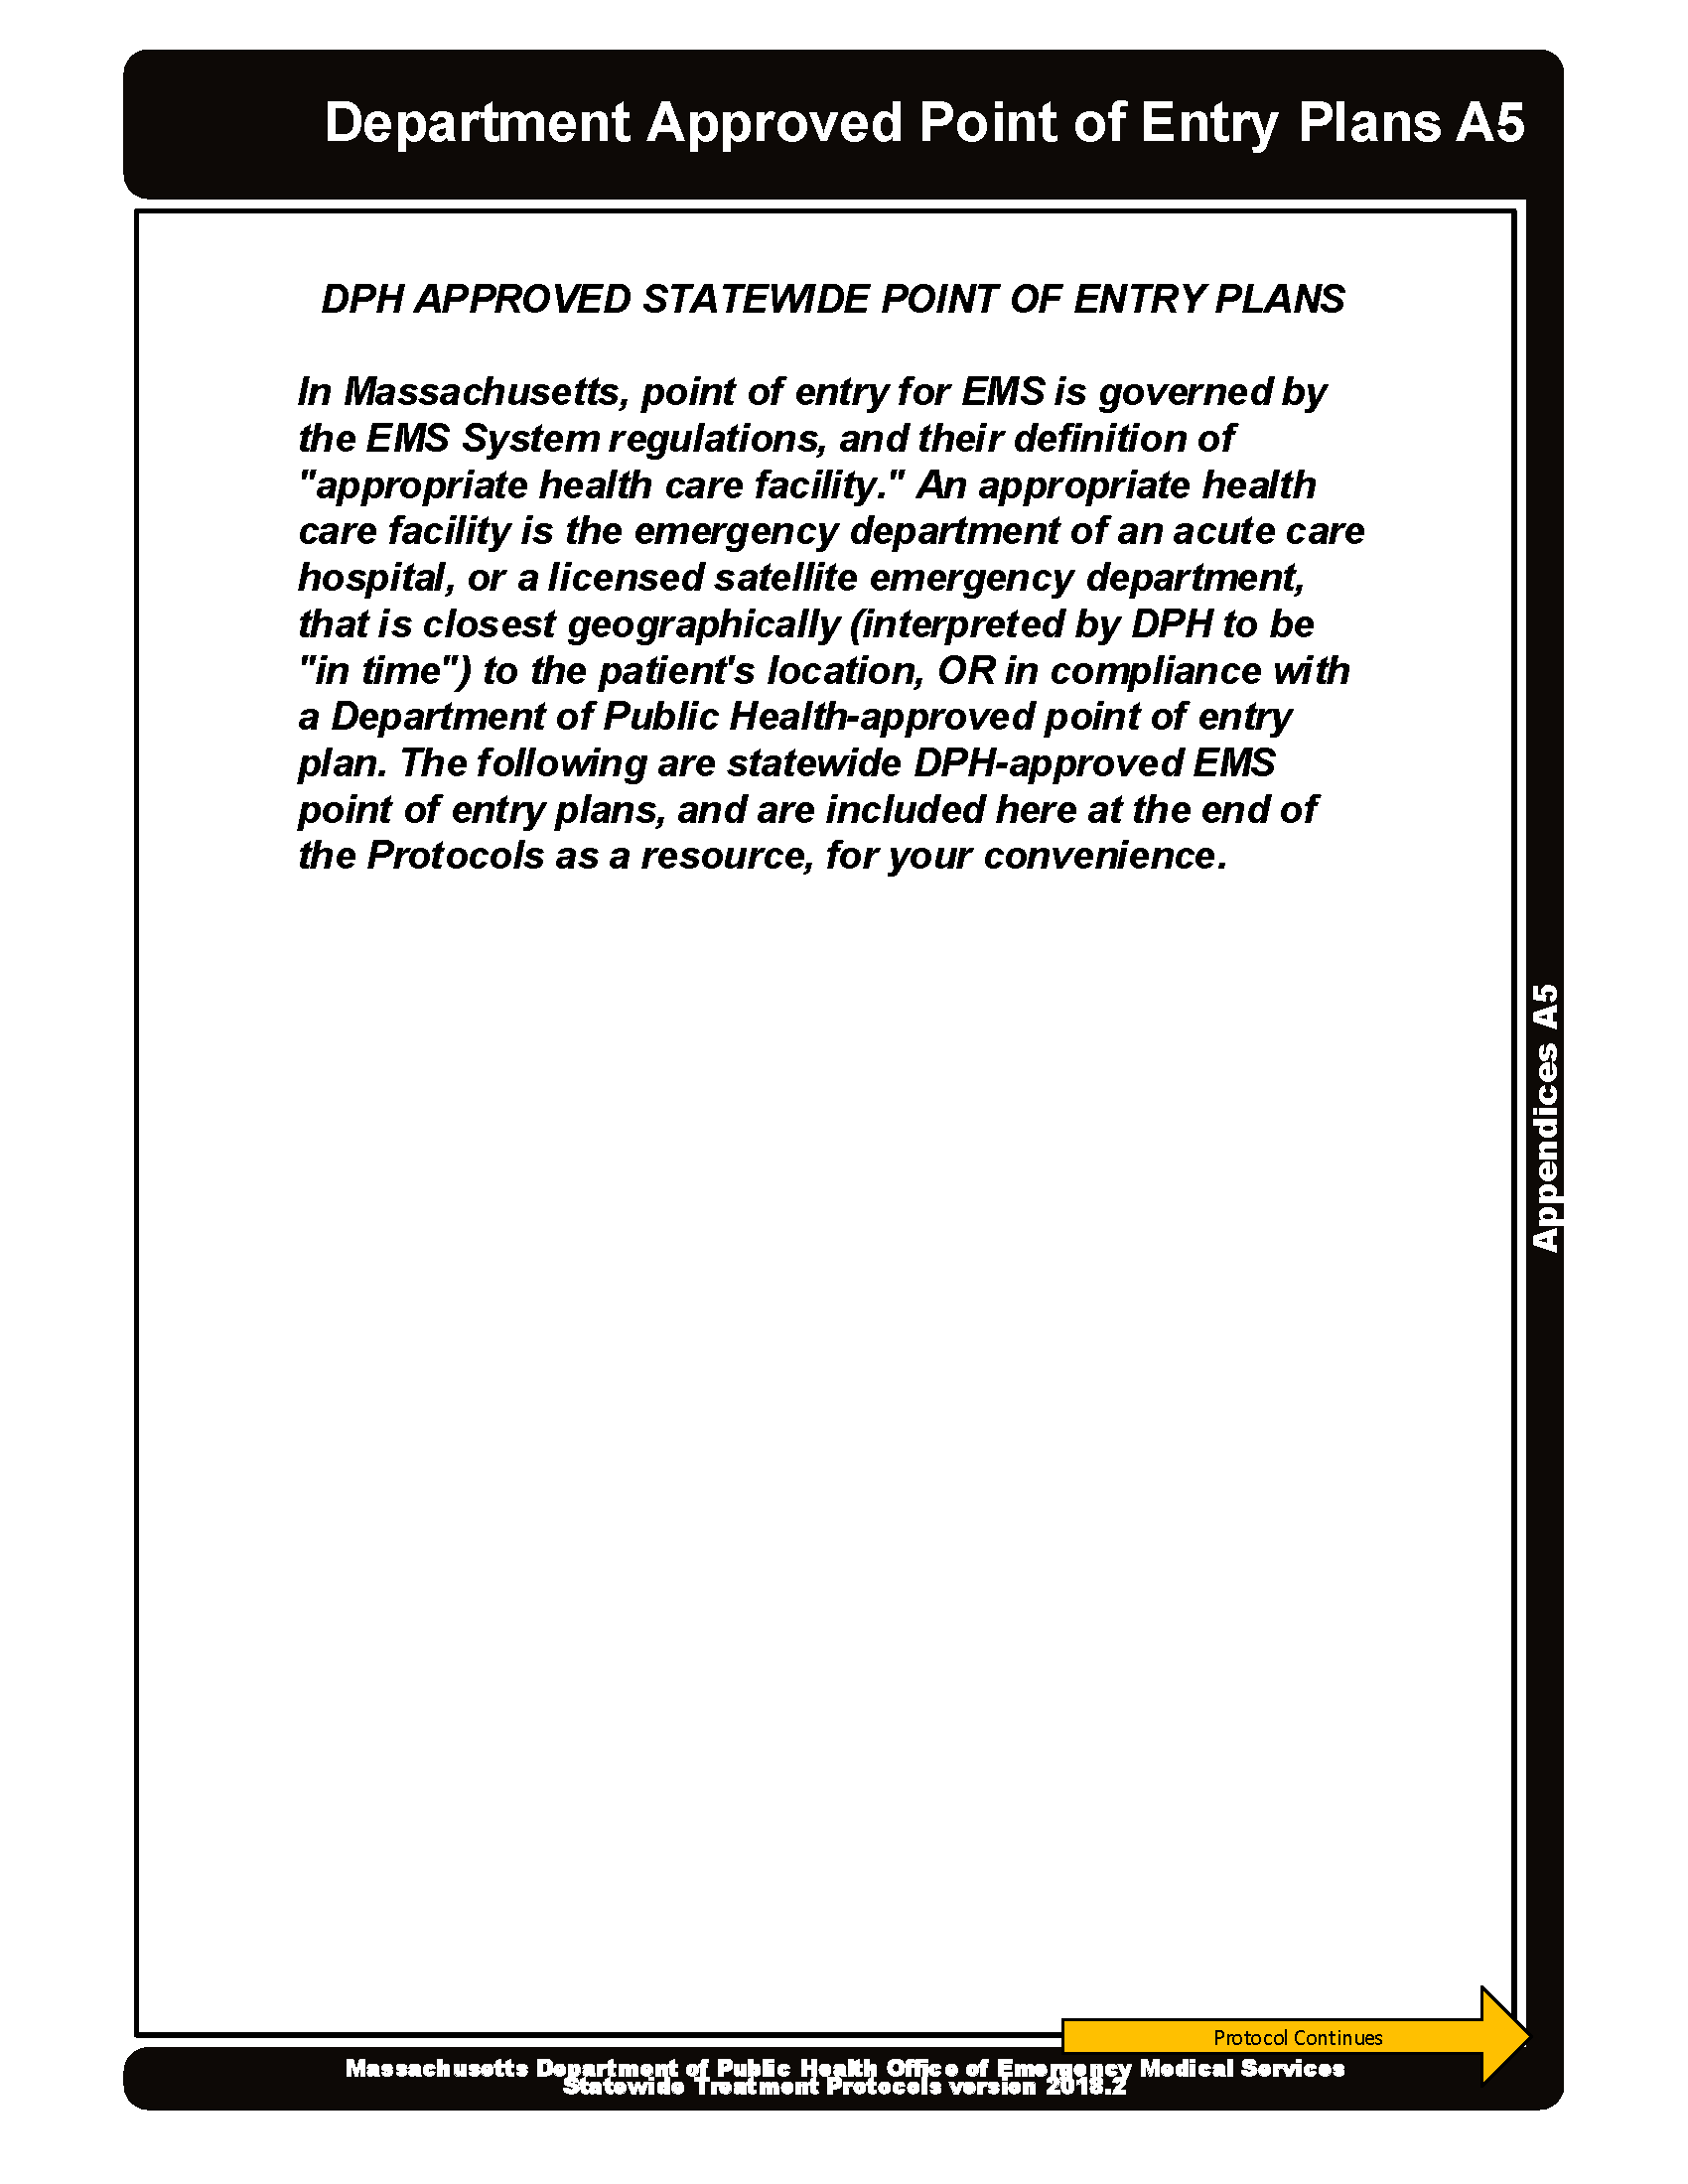 Department Approved Point of Entry Plans A5
DPH APPROVED STATEWIDE POINT OF ENTRY PLANS
In Massachusetts, point of entry for EMS is governed by
the EMS System regulations, and their definition of
"appropriate health care facility." An appropriate health
care facility is the emergency department of an acute care
hospital, or a licensed satellite emergency department,
that is closest geographically (interpreted by DPH to be
"in time") to the patient's location, OR in compliance with
a Department of Public Health-approved point of entry
plan. The following are statewide DPH-approved EMS
point of entry plans, and are included here at the end of
the Protocols as a resource, for your convenience.
Appendices A5
Protocol Continues
Massachusetts Department of Public Health Office of Emergency Medical Services
Statewide Treatment Protocols version 2018.2